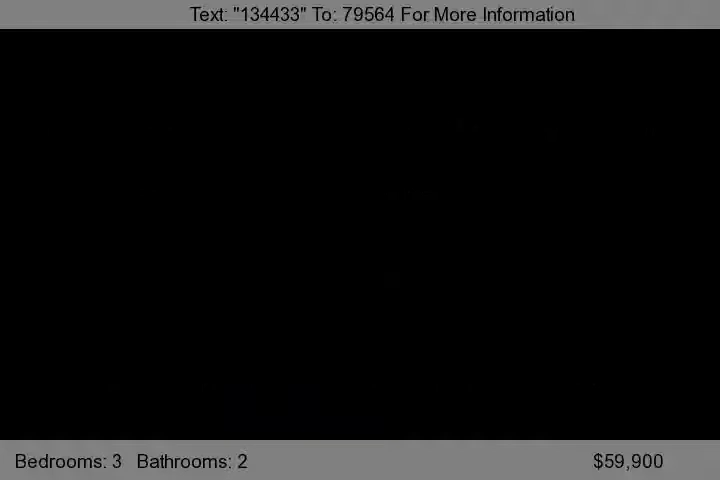 Text: "134433" To: 79564 For More Information
Bedrooms: 3 Bathrooms: 2 $59,900